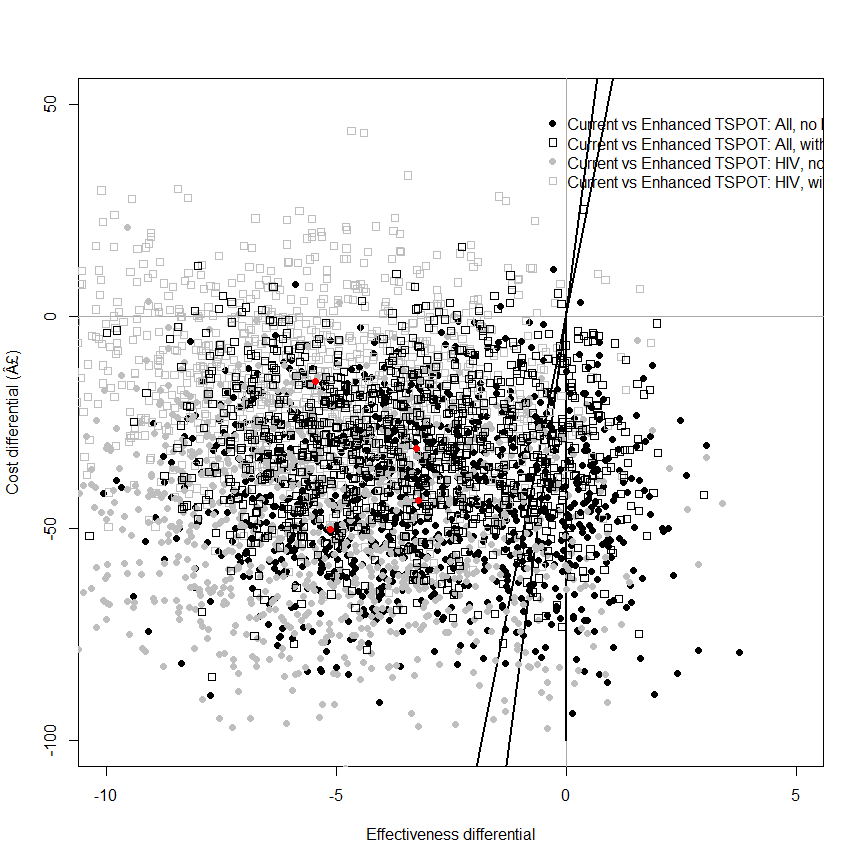 50
0
-50
-100
Cost differential (Â£)
Current vs Enhanced TSPOT: All, no
Current vs Enhanced TSPOT: All, with
Current vs Enhanced TSPOT: HIV, no
Current vs Enhanced TSPOT: HIV, wi
-10
-5
0
5
Effectiveness differential